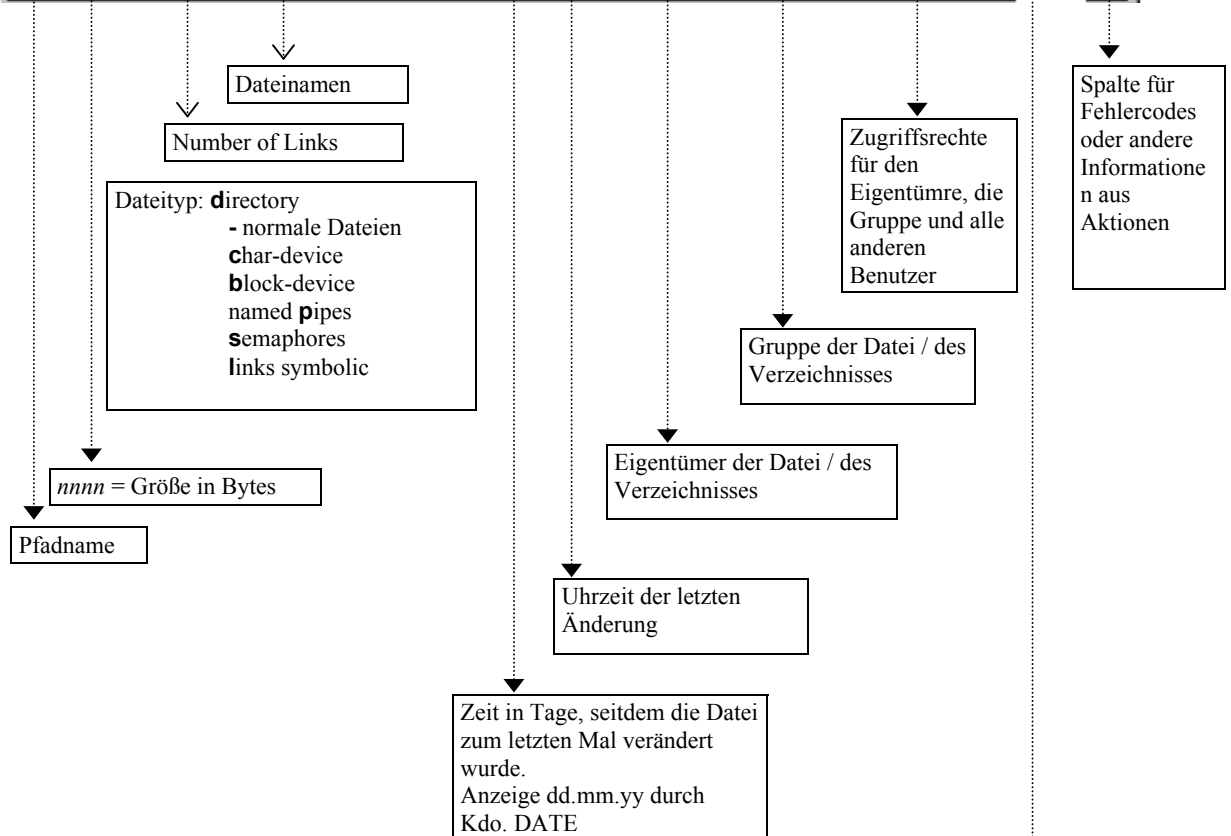 Dateinamen
Number of Links
Dateityp: directory
- normale Dateien
char-device
block-device
named pipes
semaphores
links symbolic
nnnn = Größe in Bytes
Pfadname
Zeit in Tage, seitdem die Datei
zum letzten Mal verändert
wurde.
Anzeige dd.mm.yy durch
Kdo. DATE
Uhrzeit der letzten
Änderung
Eigentümer der Datei / des
Verzeichnisses
Gruppe der Datei / des
Verzeichnisses
Zugriffsrechte
für den
Eigentümre, die
Gruppe und alle
anderen
Benutzer
Spalte für
Fehlercodes
oder andere
Informatione
n aus
Aktionen